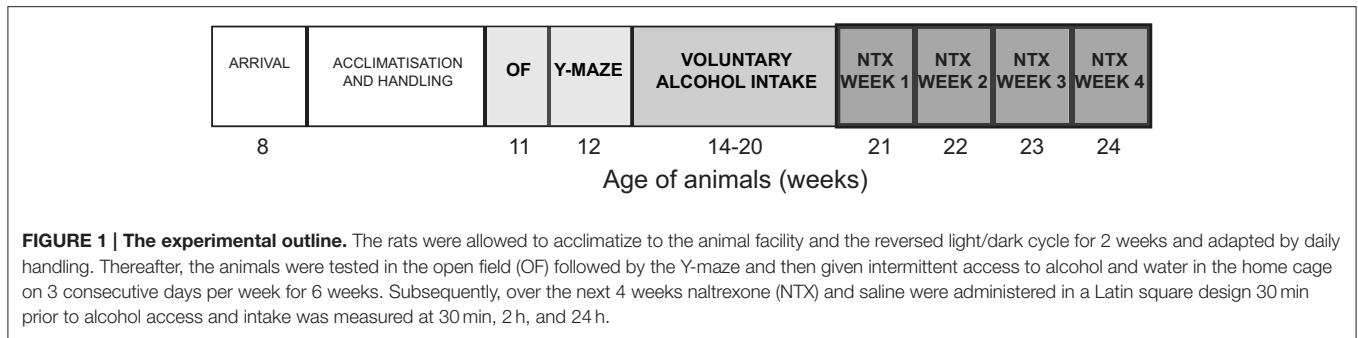 ARRIVAL
ACCLIMATISATION
AND HANDLING
OF
Y-MAZE
VOLUNTARY
ALCOHOL INTAKE
NTX
WEEK 1
NTX
WEEK 2
NTX
WEEK 3
NTX
WEEK 4
8
11
12
14-20
21
22
23
24
Age of animals (weeks)
FIGURE 1 | The experimental outline. The rats were allowed to acclimatize to the animal facility and the reversed light/dark cycle for 2 weeks and adapted by daily
handling. Thereafter, the animals were tested in the open field (OF) followed by the Y-maze and then given intermittent access to alcohol and water in the home cage
on 3 consecutive days per week for 6 weeks. Subsequently, over the next 4 weeks naltrexone (NTX) and saline were administered in a Latin square design 30 min
prior to alcohol access and intake was measured at 30 min, 2 h, and 24 h.